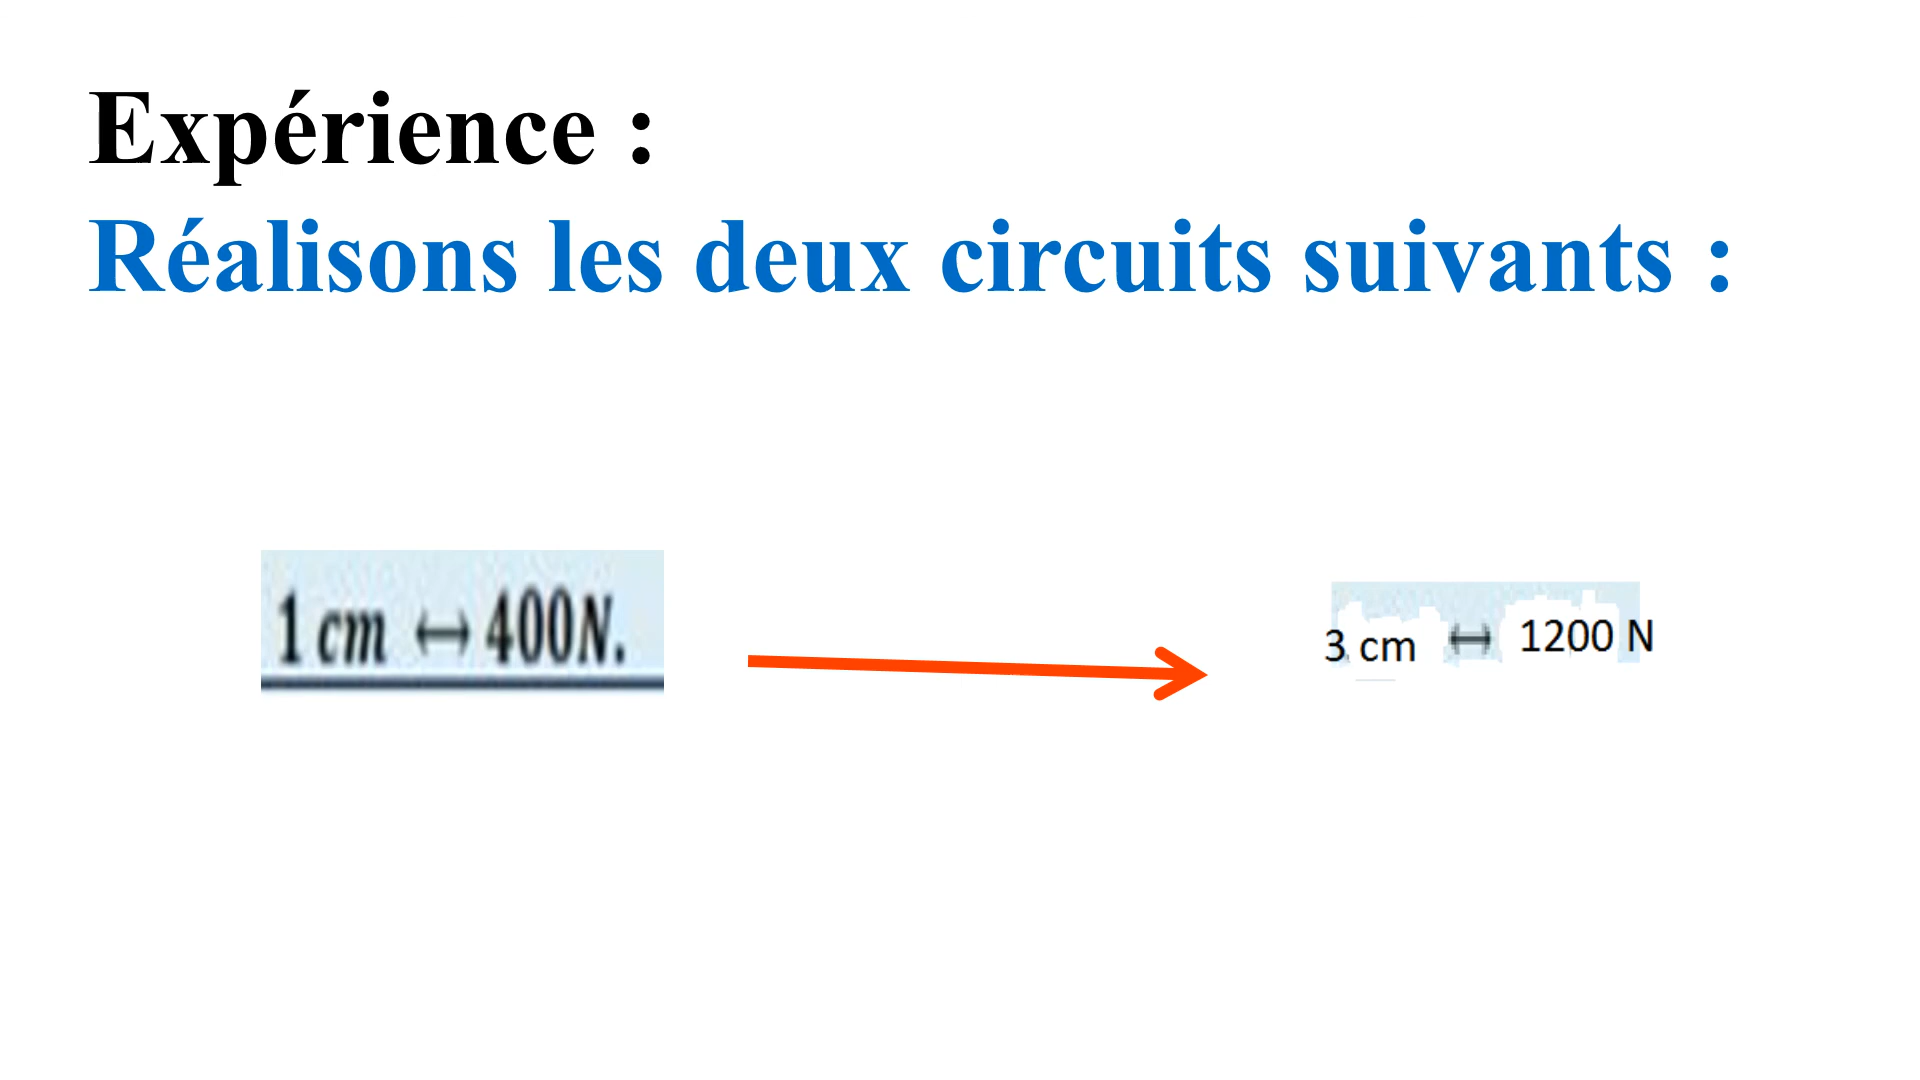 Expérience :
Réalisons les deux circuits suivants :
1 cm ↔ 400N.
3 cm ↔ 1200 N